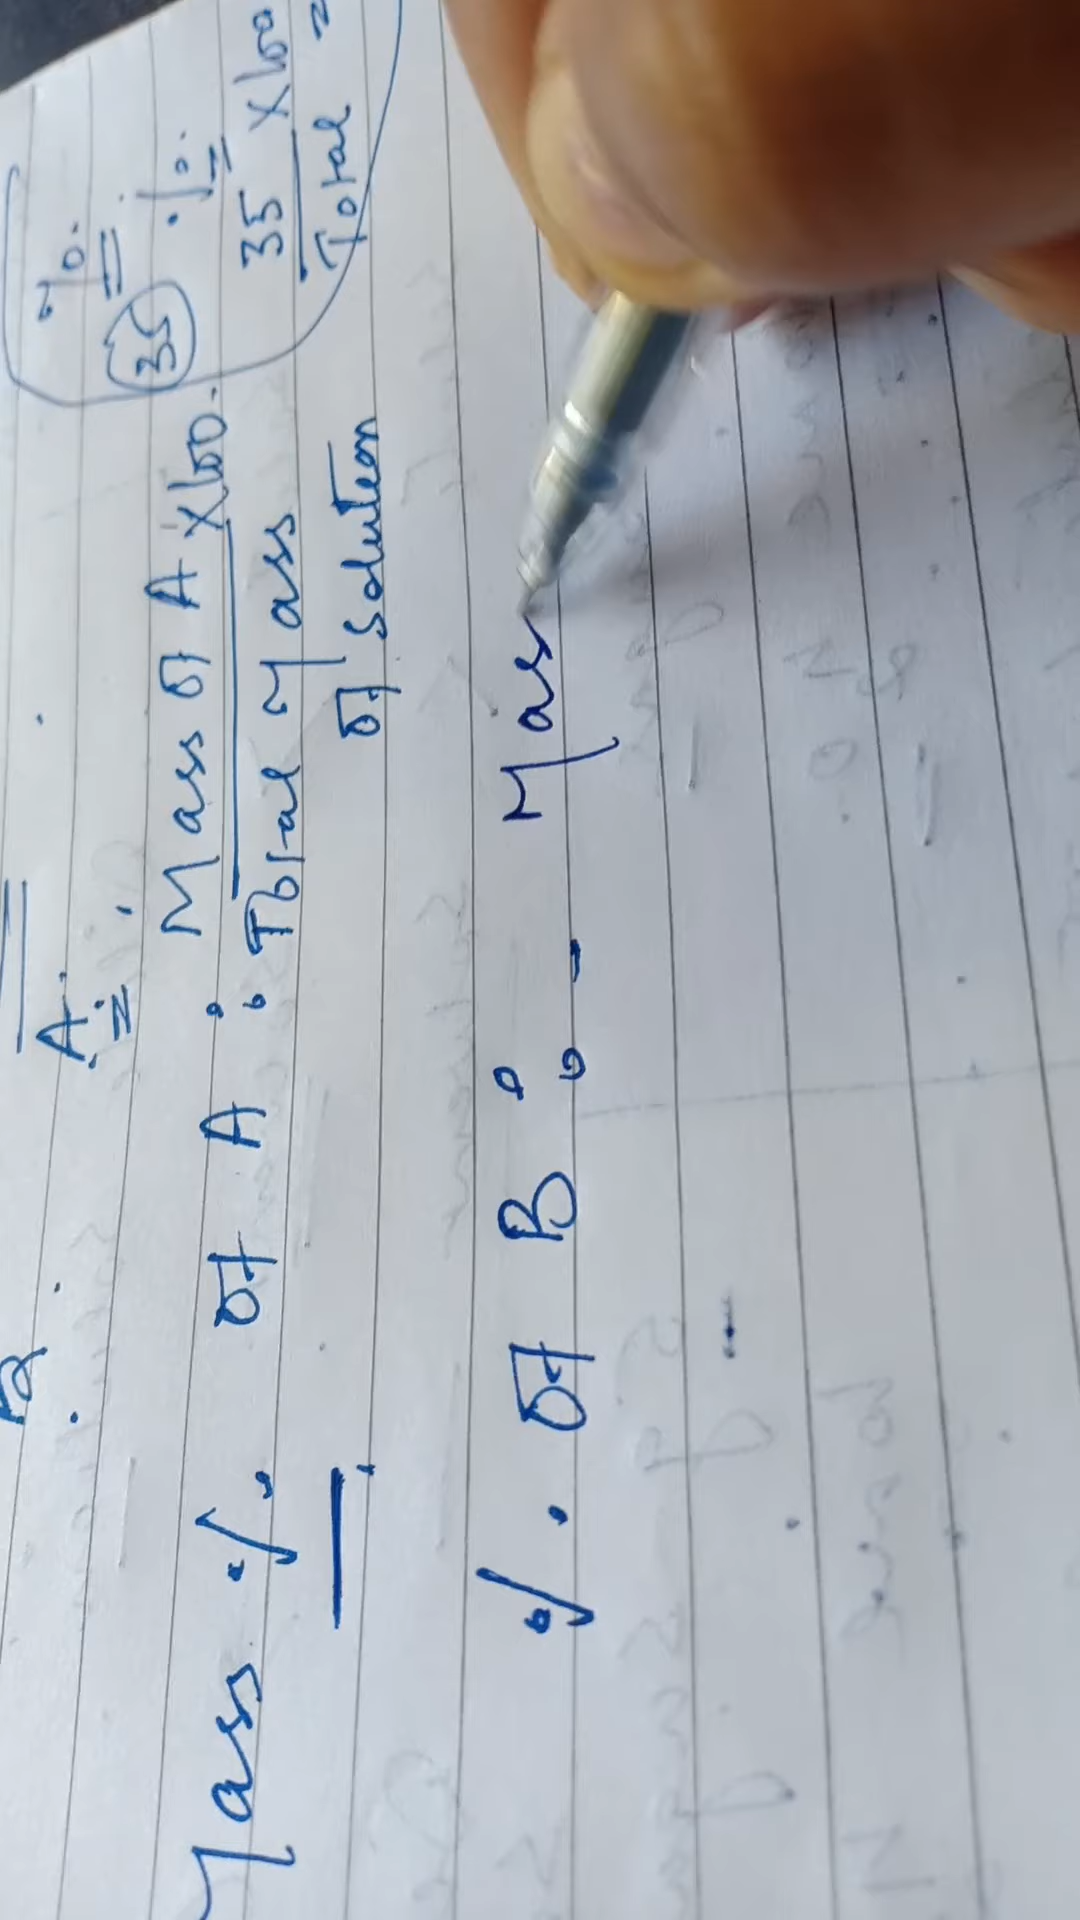 %.
35 %.
35 x 100
Total =
A.
Mass % of A : Mass of A x 100.
Total Mass
of Solution
% . of B : - Mas